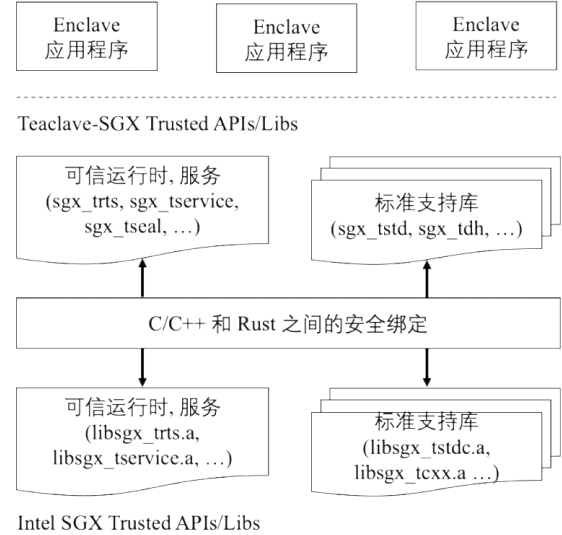 Enclave
应用程序
Enclave
应用程序
Enclave
应用程序
Teaclave-SGX Trusted APIs/Libs
可信运行时, 服务
(sgx_trts, sgx_tservice,
sgx_tseal, …)
标准支持库
(sgx_tstd, sgx_tdh, …)
C/C++ 和 Rust 之间的安全绑定
可信运行时, 服务
(libsgx_trts.a,
libsgx_tservice.a, …)
标准支持库
(libsgx_tstdc.a,
libsgx_tcxx.a …)
Intel SGX Trusted APIs/Libs